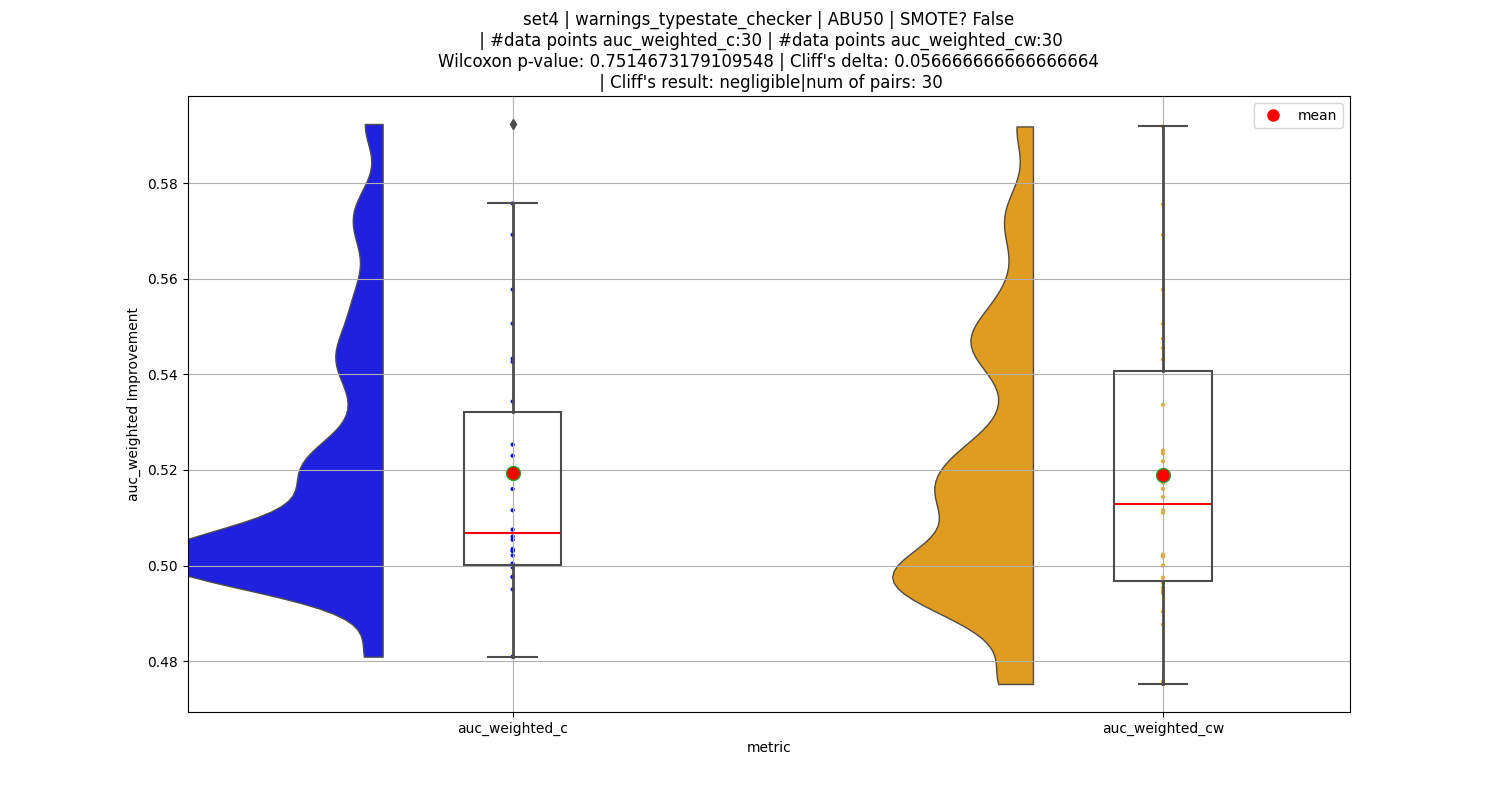 set4 | warnings_typestate_checker | ABU50 | SMOTE? False
| #data points auc_weighted_c:30 | #data points auc_weighted_cw:30
Wilcoxon p-value: 0.7514673179109548 | Cliff's delta: 0.056666666666666664
| Cliff's result: negligible|num of pairs: 30
mean
0.58
0.56
0.54
0.52
0.50
0.48
auc_weighted Improvement
auc_weighted_c
auc_weighted_cw
metric